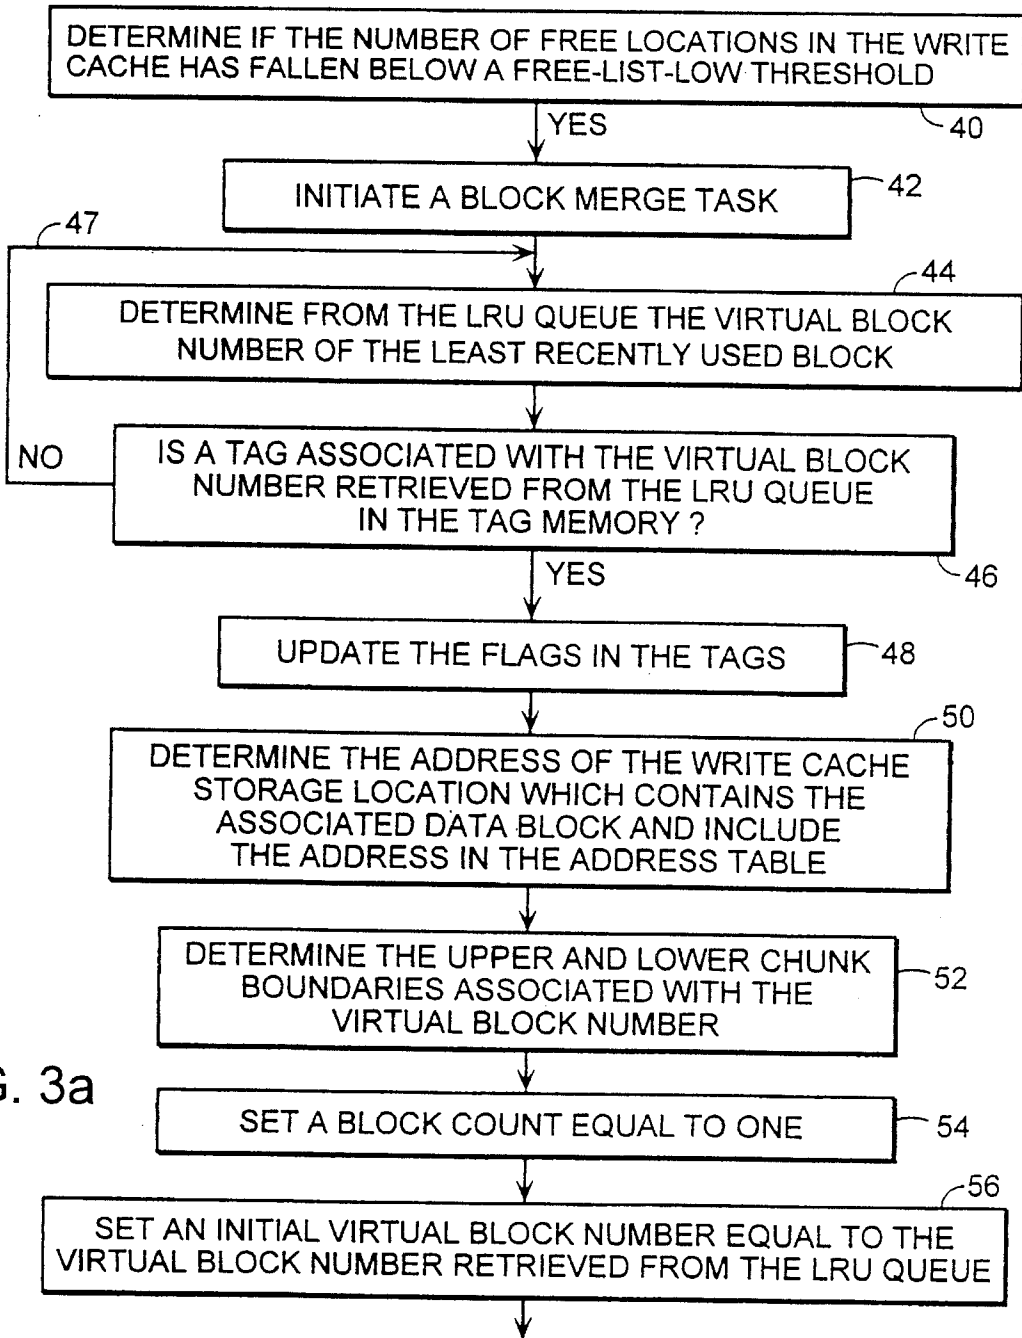 DETERMINE IF THE NUMBER OF FREE LOCATIONS IN THE WRITE
CACHE HAS FALLEN BELOW A FREE-LIST-LOW THRESHOLD
40
YES
INITIATE A BLOCK MERGE TASK
42
47
44
DETERMINE FROM THE LRU QUEUE THE VIRTUAL BLOCK
NUMBER OF THE LEAST RECENTLY USED BLOCK
NO
IS A TAG ASSOCIATED WITH THE VIRTUAL BLOCK
NUMBER RETRIEVED FROM THE LRU QUEUE
IN THE TAG MEMORY ?
46
YES
UPDATE THE FLAGS IN THE TAGS
48
50
DETERMINE THE ADDRESS OF THE WRITE CACHE
STORAGE LOCATION WHICH CONTAINS THE
ASSOCIATED DATA BLOCK AND INCLUDE
THE ADDRESS IN THE ADDRESS TABLE
DETERMINE THE UPPER AND LOWER CHUNK
BOUNDARIES ASSOCIATED WITH THE
VIRTUAL BLOCK NUMBER
52
G. 3a
SET A BLOCK COUNT EQUAL TO ONE
54
56
SET AN INITIAL VIRTUAL BLOCK NUMBER EQUAL TO THE
VIRTUAL BLOCK NUMBER RETRIEVED FROM THE LRU QUEUE